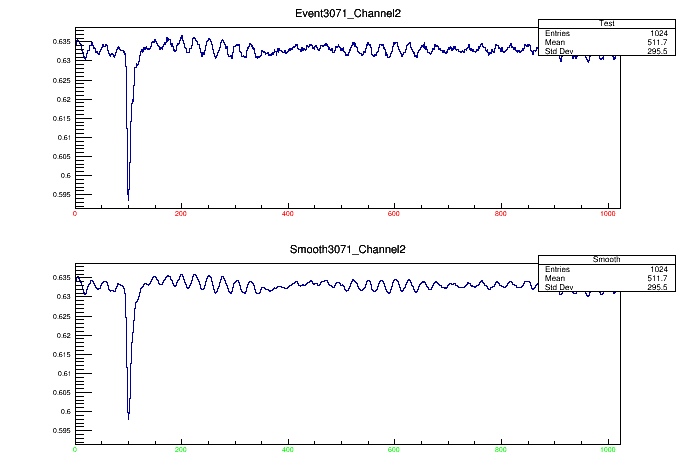 Event3071_Channel2
Test
Entries 1024
Mean 511.7
Std Dev 295.5
0.635
0.63
0.625
0.62
0.615
0.61
0.605
0.6
0.595
0 200 400 600 800 1000
Smooth3071_Channel2
Smooth
Entries 1024
Mean 511.7
Std Dev 295.5
0.635
0.63
0.625
0.62
0.615
0.61
0.605
0.6
0.595
0 200 400 600 800 1000